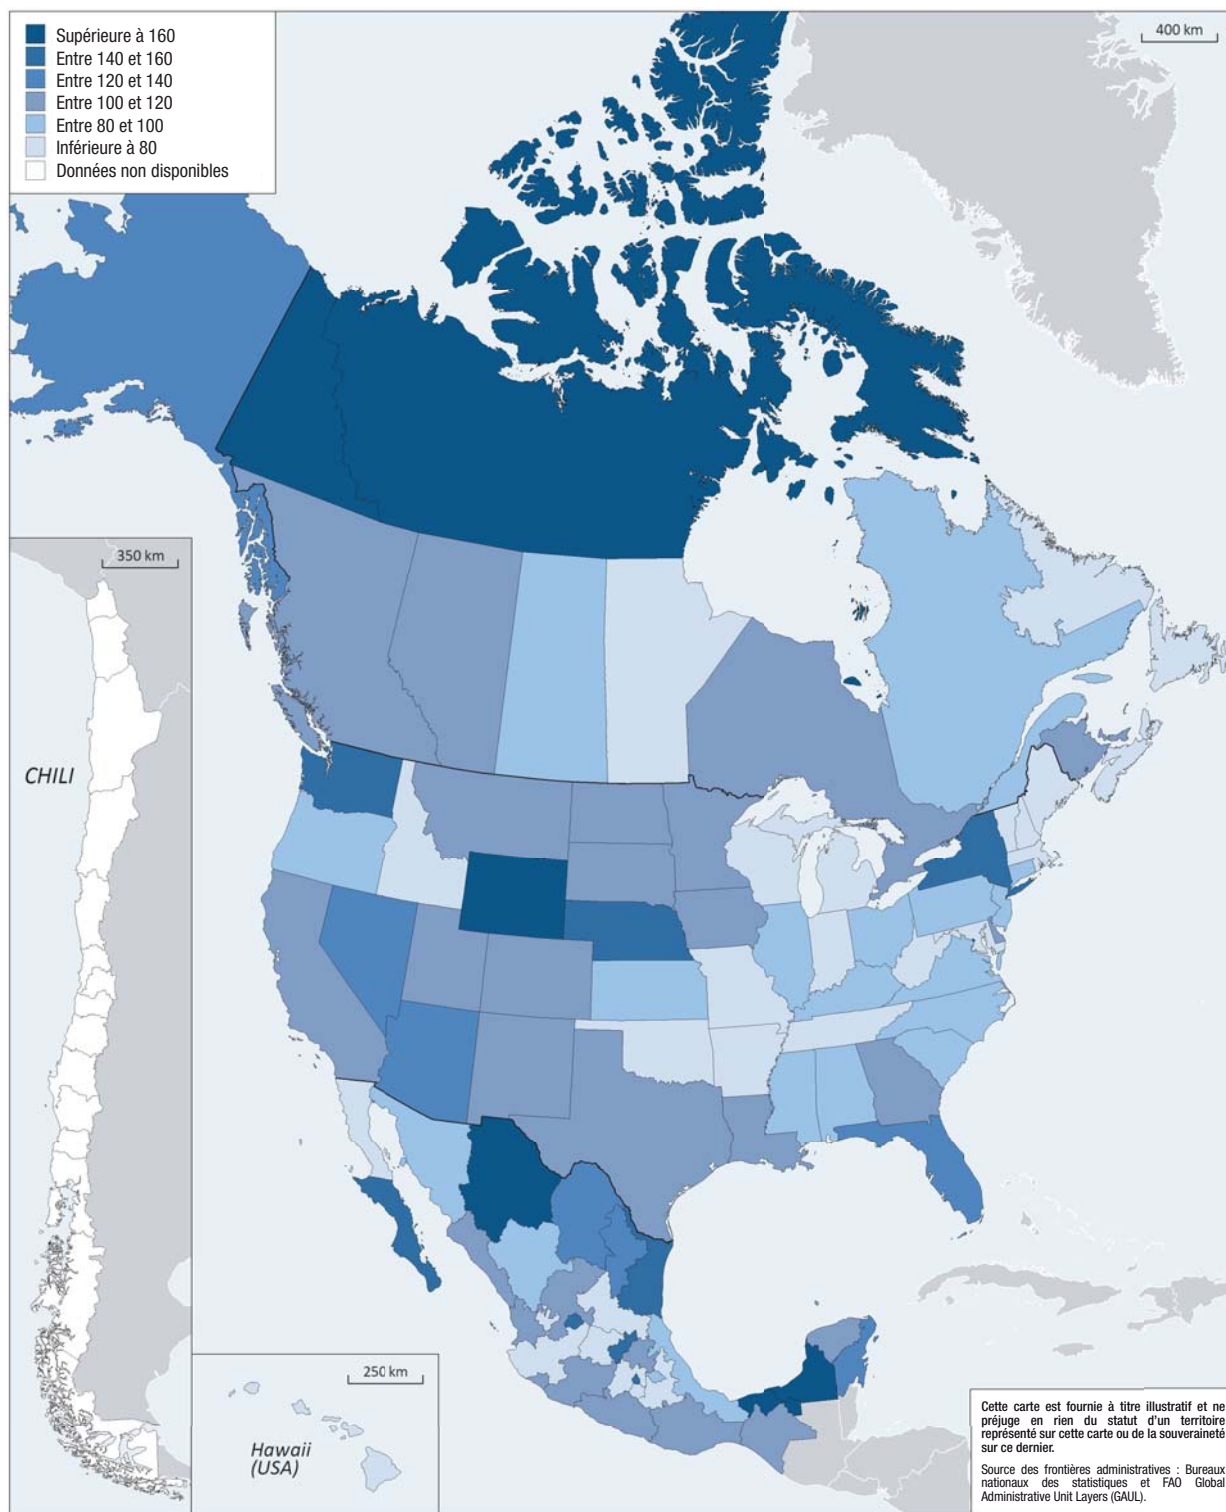 Supérieure à 160
Entre 140 et 160
Entre 120 et 140
Entre 100 et 120
Entre 80 et 100
Inférieure à 80
Données non disponibles
400 km
350 km
CHILI
250 km
Hawaii
(USA)
Cette carte est fournie à titre illustratif et ne
préjuge en rien du statut d'un territoire
représenté sur cette carte ou de la souveraineté
sur ce dernier.
Source des frontières administratives : Bureaux
nationaux des statistiques et FAO Global
Administrative Unit Layers (GAUL).